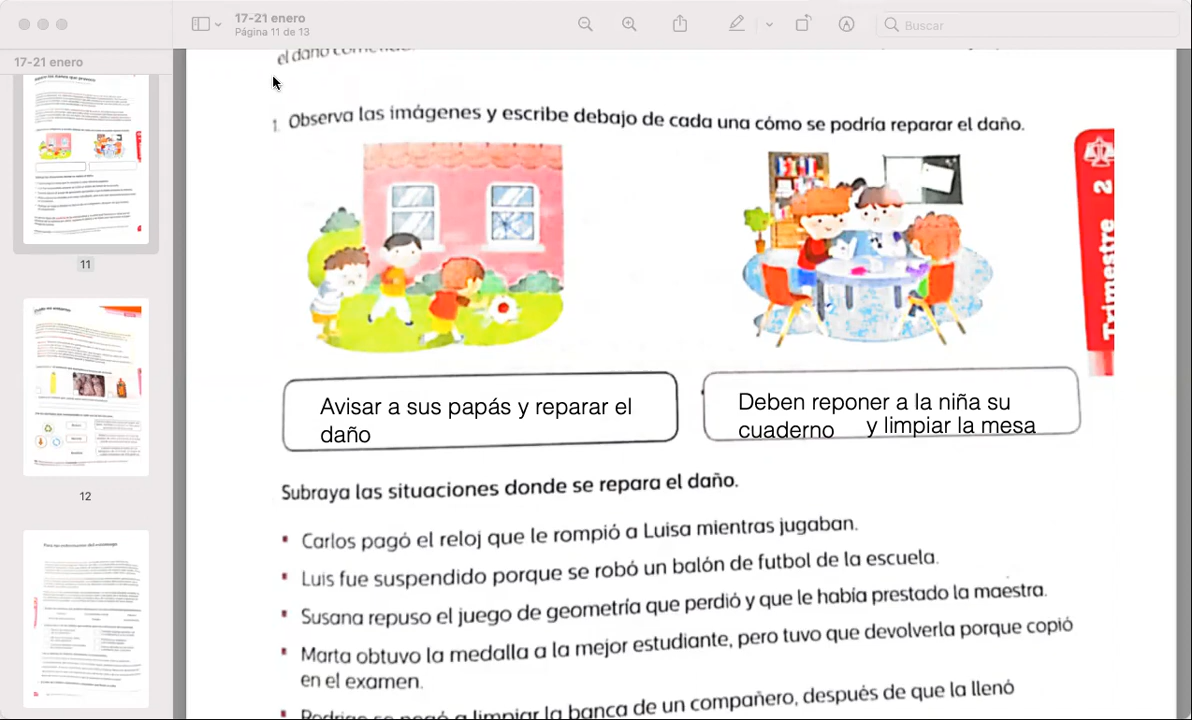 17-21 enero
Página 11 de 13
Buscar
17-21 enero
11
12
el daño
1. Observa las imágenes y escribe debajo de cada una cómo se podría reparar el daño.
Trimestre 2
Avisar a sus papás y reparar el
daño
Deben reponer a la niña su
cuaderno y limpiar la mesa
Subraya las situaciones donde se repara el daño.
Carlos pagó el reloj que le rompió a Luisa mientras jugaban.
Luis fue suspendido porque se robó un balón de futbol de la escuela.
Susana repuso el juego de geometría que perdió y que le había prestado la maestra.
Marta obtuvo la medalla a la mejor estudiante, pero tuvo que devolverla porque copió
en el examen.
a limpiar la banca de un compañero, después de que la llenó